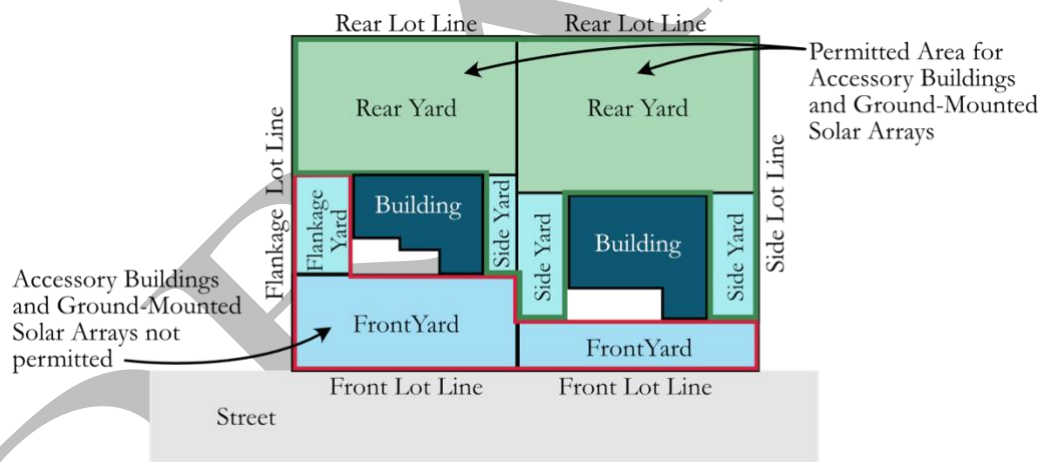 Rear Lot Line
Rear Lot Line
Permitted Area for
Accessory Buildings
and Ground-Mounted
Solar Arrays
Rear Yard
Rear Yard
Flankage Lot Line
Side Lot Line
Flankage
Yard
Building
Side Yard
Side Yard
Building
Side Yard
Accessory Buildings
and Ground-Mounted
Solar Arrays not
permitted
FrontYard
FrontYard
Front Lot Line
Front Lot Line
Street